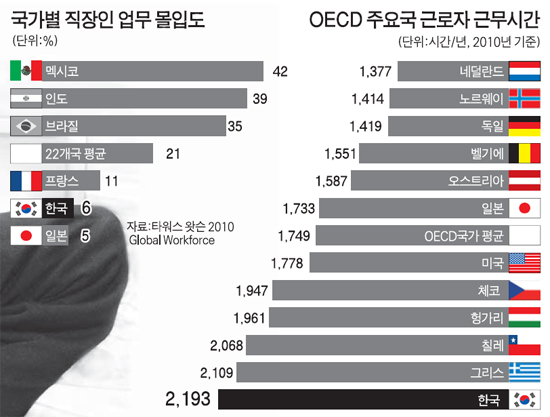 국가별 직장인 업무 몰입도
(단위:%)
멕시코 42
인도 39
브라질 35
22개국 평균 21
프랑스 11
한국 6
일본 5
자료:타워스 왓슨 2010
Global Workforce
OECD 주요국 근로자 근무시간
(단위:시간/년, 2010년 기준)
1,377 네덜란드
1,414 노르웨이
1,419 독일
1,551 벨기에
1,587 오스트리아
1,733 일본
1,749 OECD국가 평균
1,778 미국
1,947 체코
1,961 헝가리
2,068 칠레
2,109 그리스
2,193 한국